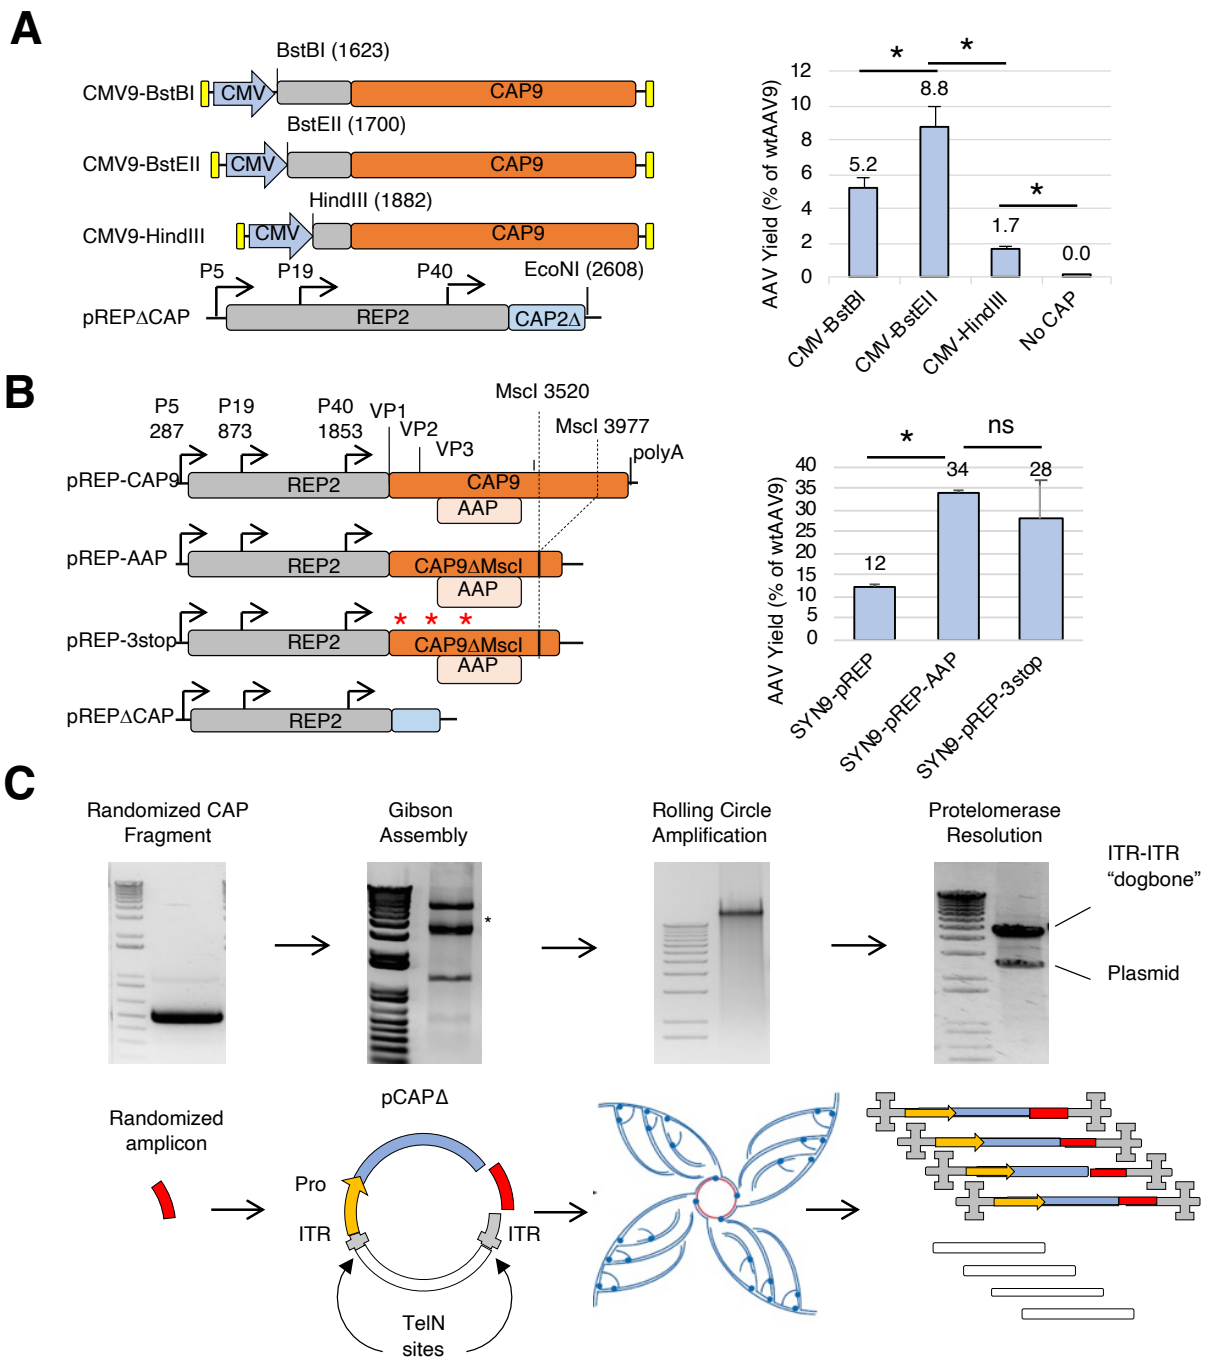 A
BstBI (1623)
CMV9-BstBI
CMV
CAP9
BstEII (1700)
CMV9-BstEII
CMV
CAP9
HindIII (1882)
CMV9-HindIII
CMV
CAP9
P5
P19
P40
EcoNI (2608)
pREPΔCAP
REP2
CAP2Δ
AAV Yield (% of wtAAV9)
12
10
8
6
4
2
0
*
*
*
5.2
8.8
1.7
0.0
CMV-BstBI
CMV-BstEII
CMV-HindIII
No CAP
B
P5
287
P19
873
P40
1853
VP1
VP2
VP3
MscI 3520
MscI 3977
polyA
pREP-CAP9
REP2
CAP9
AAP
pREP-AAP
REP2
CAP9ΔMscI
AAP
* * *
pREP-3stop
REP2
CAP9ΔMscI
AAP
pREPΔCAP
REP2
AAV Yield (% of wtAAV9)
40
35
30
25
20
15
10
5
0
*
ns
12
34
28
SYN9-pREP
SYN9-pREP-AAP
SYN9-pREP-3stop
C
Randomized CAP
Fragment
Gibson
Assembly
*
Rolling Circle
Amplification
Protelomerase
Resolution
ITR-ITR
“dogbone”
Plasmid
Randomized
amplicon
pCAPΔ
Pro
ITR
ITR
TelN
sites